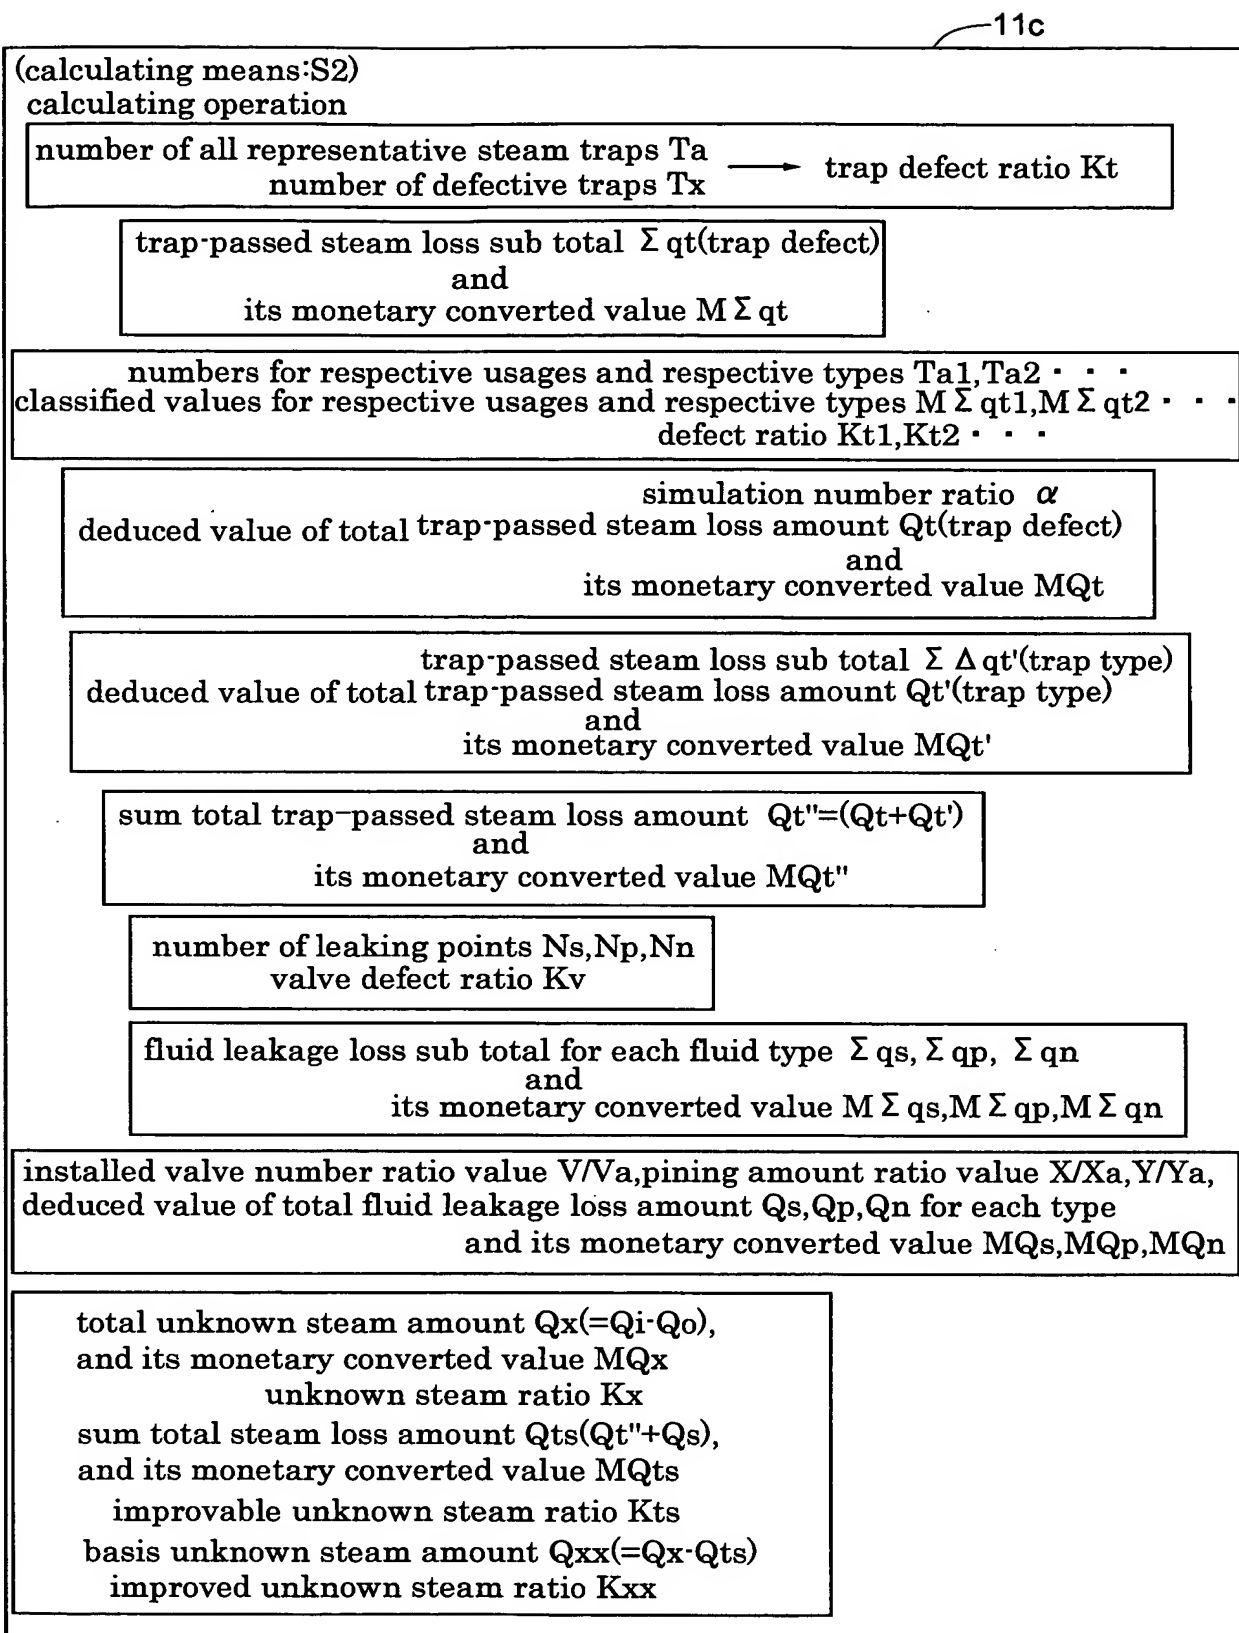 11c
(calculating means:S2)
calculating operation
number of all representative steam traps Ta
number of defective traps Tx
→ trap defect ratio Kt
trap-passed steam loss sub total Σ qt(trap defect)
and
its monetary converted value M Σ qt
numbers for respective usages and respective types Ta1,Ta2 · · ·
classified values for respective usages and respective types M Σ qt1,M Σ qt2 · · ·
defect ratio Kt1,Kt2 · · ·
simulation number ratio α
deduced value of total trap-passed steam loss amount Qt(trap defect)
and
its monetary converted value MQt
trap-passed steam loss sub total Σ Δ qt'(trap type)
deduced value of total trap-passed steam loss amount Qt'(trap type)
and
its monetary converted value MQt'
sum total trap-passed steam loss amount Qt"=(Qt+Qt')
and
its monetary converted value MQt"
number of leaking points Ns,Np,Nn
valve defect ratio Kv
fluid leakage loss sub total for each fluid type Σ qs, Σ qp, Σ qn
and
its monetary converted value M Σ qs,M Σ qp,M Σ qn
installed valve number ratio value V/Va,pining amount ratio value X/Xa,Y/Ya,
deduced value of total fluid leakage loss amount Qs,Qp,Qn for each type
and its monetary converted value MQs,MQp,MQn
total unknown steam amount Qx(=Qi-Qo),
and its monetary converted value MQx
unknown steam ratio Kx
sum total steam loss amount Qts(Qt"+Qs),
and its monetary converted value MQts
improvable unknown steam ratio Kts
basis unknown steam amount Qxx(=Qx-Qts)
improved unknown steam ratio Kxx